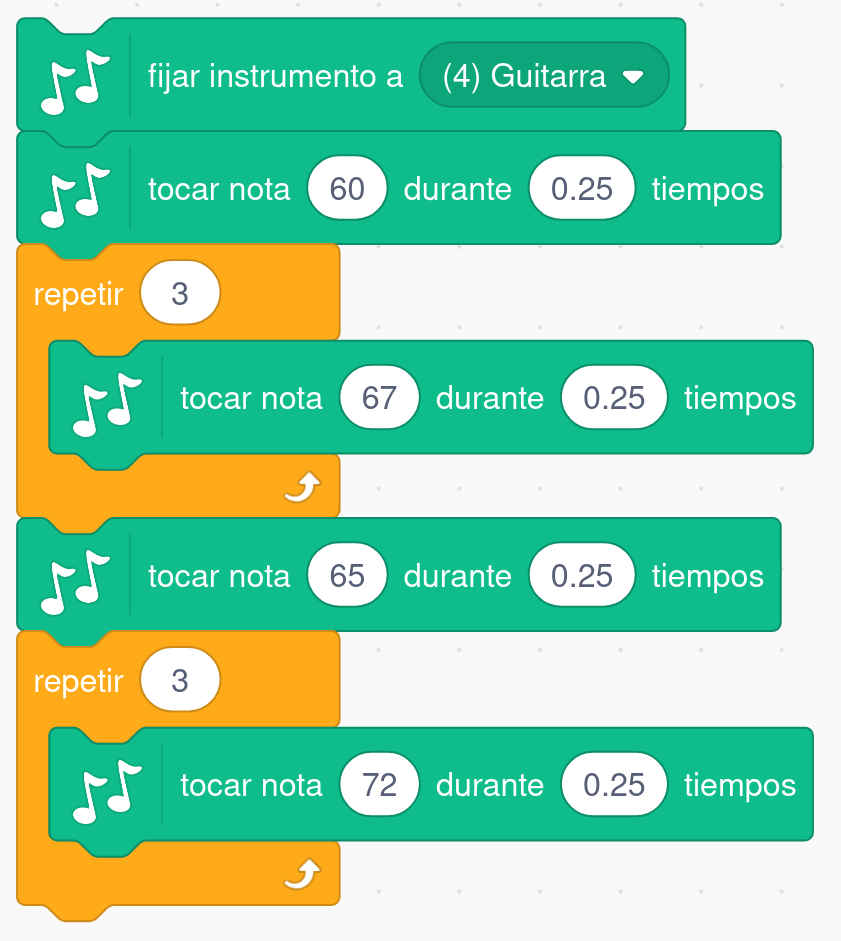 fijar instrumento a (4) Guitarra
tocar nota 60 durante 0.25 tiempos
repetir 3
tocar nota 67 durante 0.25 tiempos
tocar nota 65 durante 0.25 tiempos
repetir 3
tocar nota 72 durante 0.25 tiempos